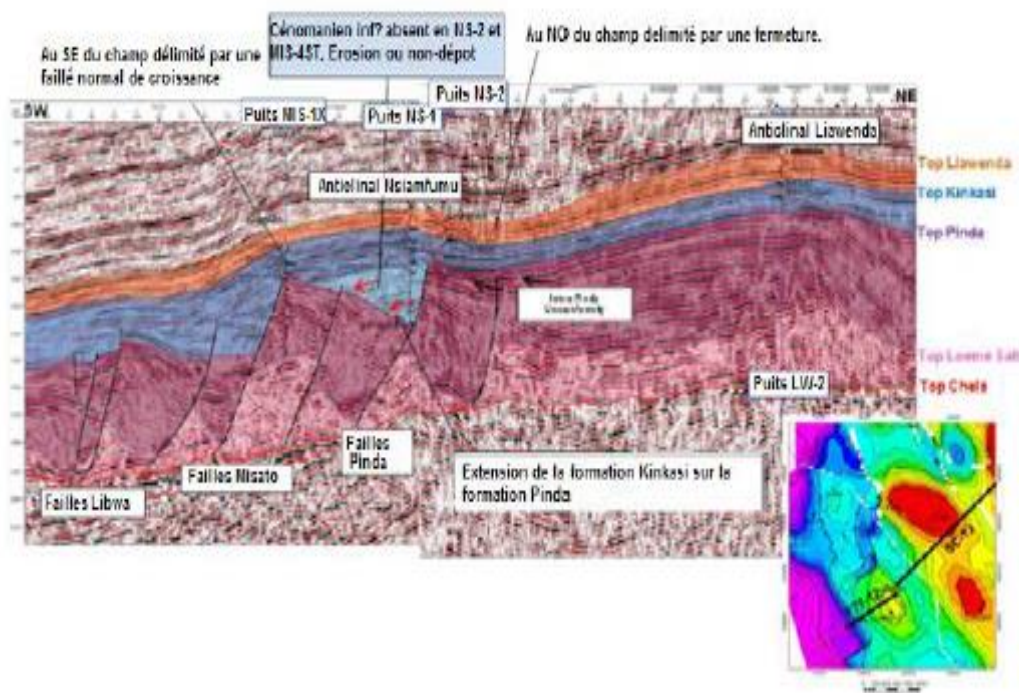 Au SE du champ délimité par une
faillé normal de croissance
Cénomanien Inf? absent en NS-2 et
MIS-4ST. Erosion ou non-dépot
Au NO du champ delimité par une fermeture.
SW
NE
Puits MIS-1X
Puits NS-1
Puits NS-2
Antiolinal Liawenda
Antiolinal Nsiamfumu
Top Liawenda
Top Kinkasi
Top Pinda
Top Loeme Salt
Top Chela
Puits LW-2
Failles Libwa
Failles Misato
Failles
Pinda
Extension de la formation Kinkasi sur la
formation Pinda